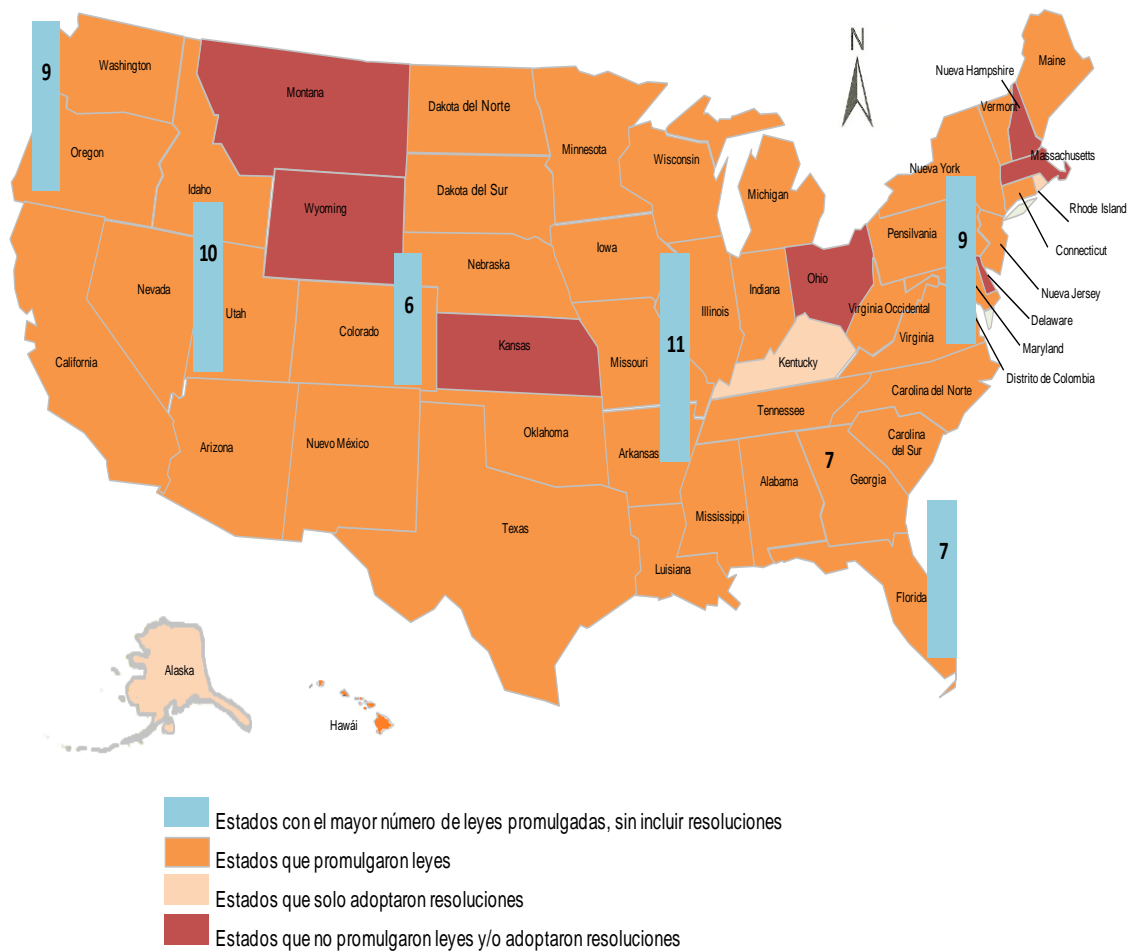 N
Washington
Montana
Dakota del Norte
Minnesota
Wisconsin
Michigan
Nueva Hampshire
Vermont
Maine
Massachusetts
Nueva York
Rhode Island
Connecticut
Nueva Jersey
Delaware
Maryland
Distrito de Colombia
9
Oregon
Idaho
Wyoming
Dakota del Sur
Iowa
Nebraska
10
Nevada
Utah
Colorado
6
Kansas
Missouri
11
Illinois
Indiana
Ohio
Pensilvania
9
Virginia Occidental
Virginia
Kentucky
California
Arizona
Nuevo México
Oklahoma
Arkansas
Tennessee
Carolina del Norte
Carolina
del Sur
7
Georgia
Alabama
Mississippi
Texas
Luisiana
7
Florida
Alaska
Hawái
Estados con el mayor número de leyes promulgadas, sin incluir resoluciones
Estados que promulgaron leyes
Estados que solo adoptaron resoluciones
Estados que no promulgaron leyes y/o adoptaron resoluciones